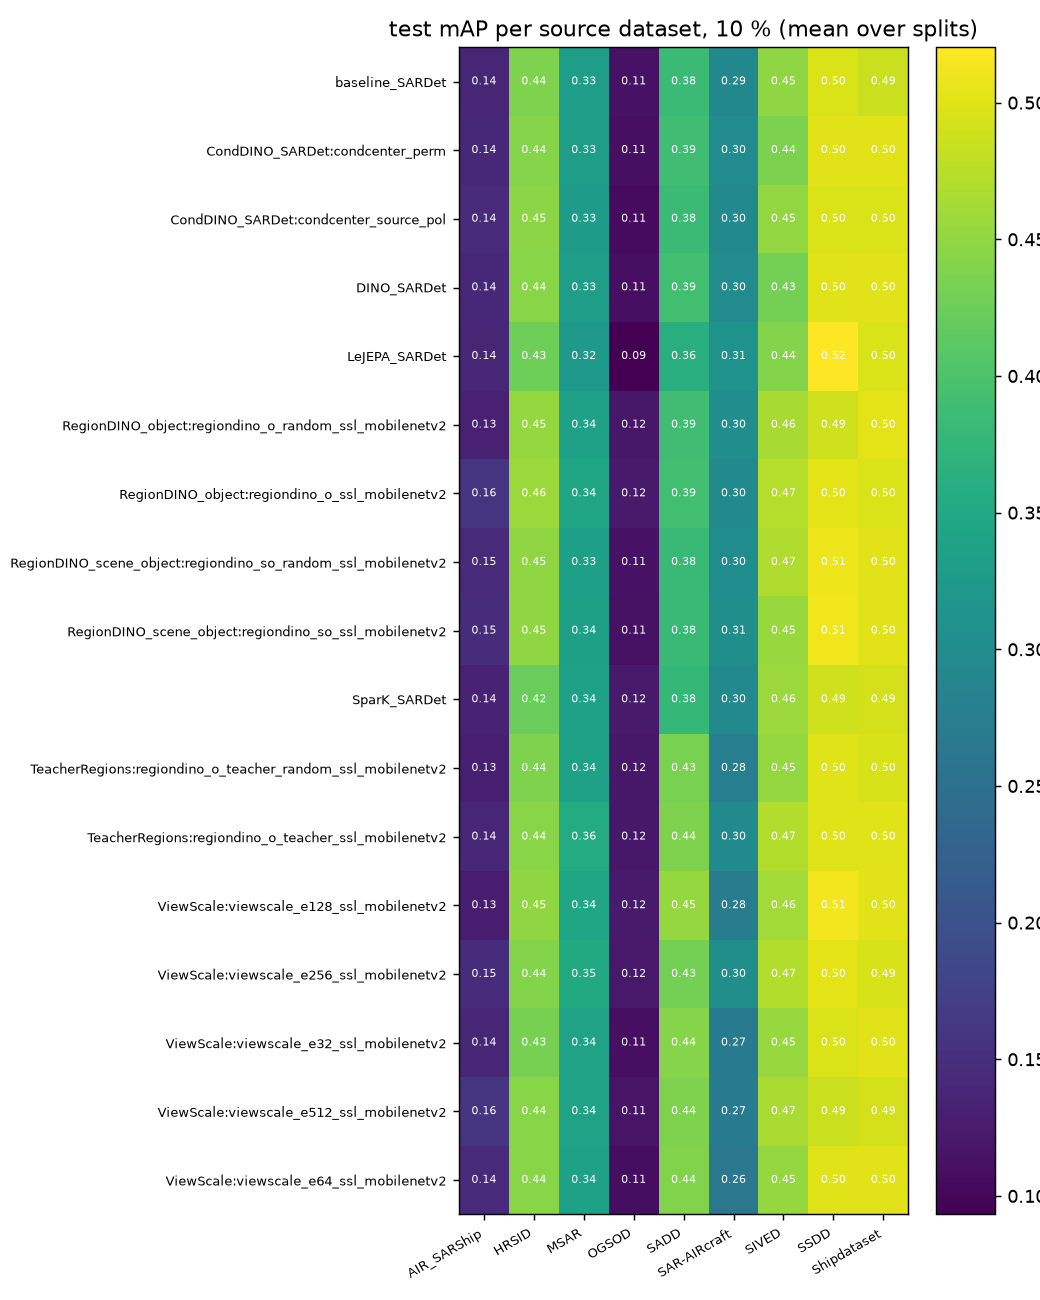 test mAP per source dataset, 10 % (mean over splits)
baseline_SARDet 0.14 0.44 0.33 0.11 0.38 0.29 0.45 0.50 0.49
CondDINO_SARDet:condcenter_perm 0.14 0.44 0.33 0.11 0.39 0.30 0.44 0.50 0.50
CondDINO_SARDet:condcenter_source_pol 0.14 0.45 0.33 0.11 0.38 0.30 0.45 0.50 0.50
DINO_SARDet 0.14 0.44 0.33 0.11 0.39 0.30 0.43 0.50 0.50
LeJEPA_SARDet 0.14 0.43 0.32 0.09 0.36 0.31 0.44 0.52 0.50
RegionDINO_object:regiondino_o_random_ssl_mobilenetv2 0.13 0.45 0.34 0.12 0.39 0.30 0.46 0.49 0.50
RegionDINO_object:regiondino_o_ssl_mobilenetv2 0.16 0.46 0.34 0.12 0.39 0.30 0.47 0.50 0.50
RegionDINO_scene_object:regiondino_so_random_ssl_mobilenetv2 0.15 0.45 0.33 0.11 0.38 0.30 0.47 0.51 0.50
RegionDINO_scene_object:regiondino_so_ssl_mobilenetv2 0.15 0.45 0.34 0.11 0.38 0.31 0.45 0.51 0.50
SparK_SARDet 0.14 0.42 0.34 0.12 0.38 0.30 0.46 0.49 0.49
TeacherRegions:regiondino_o_teacher_random_ssl_mobilenetv2 0.13 0.44 0.34 0.12 0.43 0.28 0.45 0.50 0.50
TeacherRegions:regiondino_o_teacher_ssl_mobilenetv2 0.14 0.44 0.36 0.12 0.44 0.30 0.47 0.50 0.50
ViewScale:viewscale_e128_ssl_mobilenetv2 0.13 0.45 0.34 0.12 0.45 0.28 0.46 0.51 0.50
ViewScale:viewscale_e256_ssl_mobilenetv2 0.15 0.44 0.35 0.12 0.43 0.30 0.47 0.50 0.49
ViewScale:viewscale_e32_ssl_mobilenetv2 0.14 0.43 0.34 0.11 0.44 0.27 0.45 0.50 0.50
ViewScale:viewscale_e512_ssl_mobilenetv2 0.16 0.44 0.34 0.11 0.44 0.27 0.47 0.49 0.49
ViewScale:viewscale_e64_ssl_mobilenetv2 0.14 0.44 0.34 0.11 0.44 0.26 0.45 0.50 0.50
AIR_SARShip HRSID MSAR OGSOD SADD SAR-AIRcraft SIVED SSDD Shipdataset
0.50
0.45
0.40
0.35
0.30
0.25
0.20
0.15
0.10